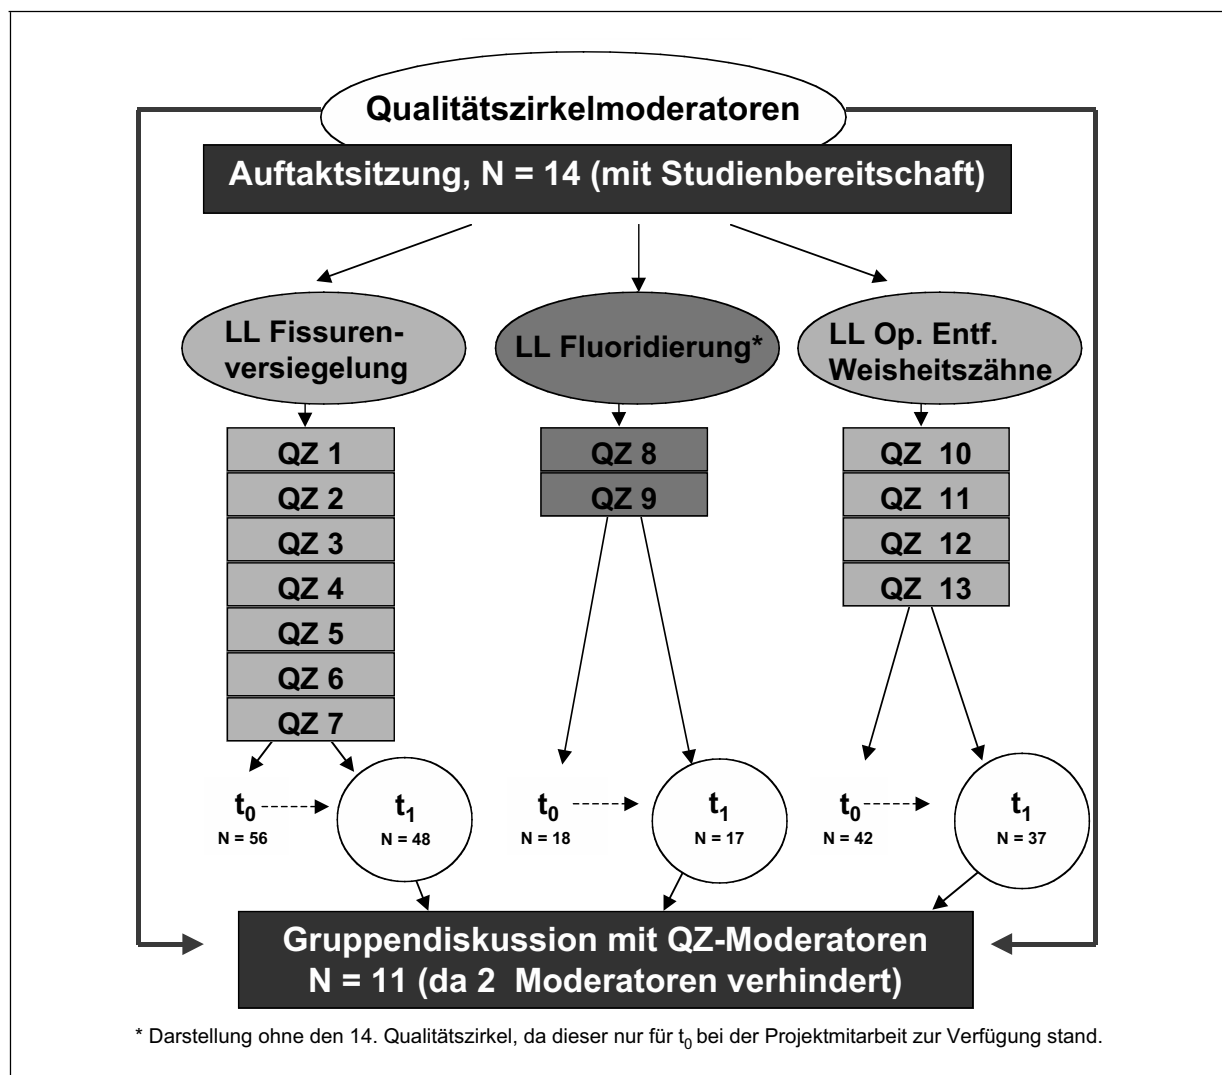 Qualitätszirkelmoderatoren
Auftaktsitzung, N = 14 (mit Studienbereitschaft)
LL Fissuren-
versiegelung
QZ 1
QZ 2
QZ 3
QZ 4
QZ 5
QZ 6
QZ 7
t0
N = 56
t1
N = 48
LL Fluoridierung*
QZ 8
QZ 9
t0
N = 18
t1
N = 17
LL Op. Entf.
Weisheitszähne
QZ 10
QZ 11
QZ 12
QZ 13
t0
N = 42
t1
N = 37
Gruppendiskussion mit QZ-Moderatoren
N = 11 (da 2 Moderatoren verhindert)
* Darstellung ohne den 14. Qualitätszirkel, da dieser nur für t0 bei der Projektmitarbeit zur Verfügung stand.